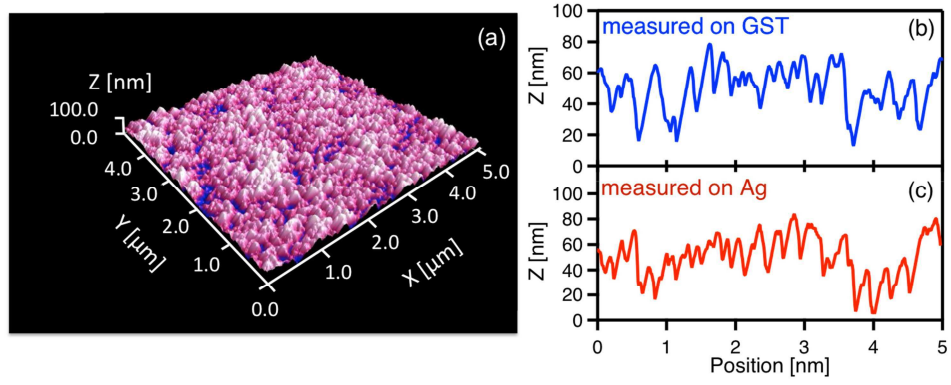 (a)
Z [nm]
100.0
0.0
4.0
3.0
2.0
1.0
0.0
1.0
2.0
3.0
4.0
5.0
Y [µm]
X [µm]
100
80
60
40
20
0
Z [nm]
measured on GST
(b)
100
80
60
40
20
0
Z [nm]
measured on Ag
(c)
0 1 2 3 4 5
Position [nm]